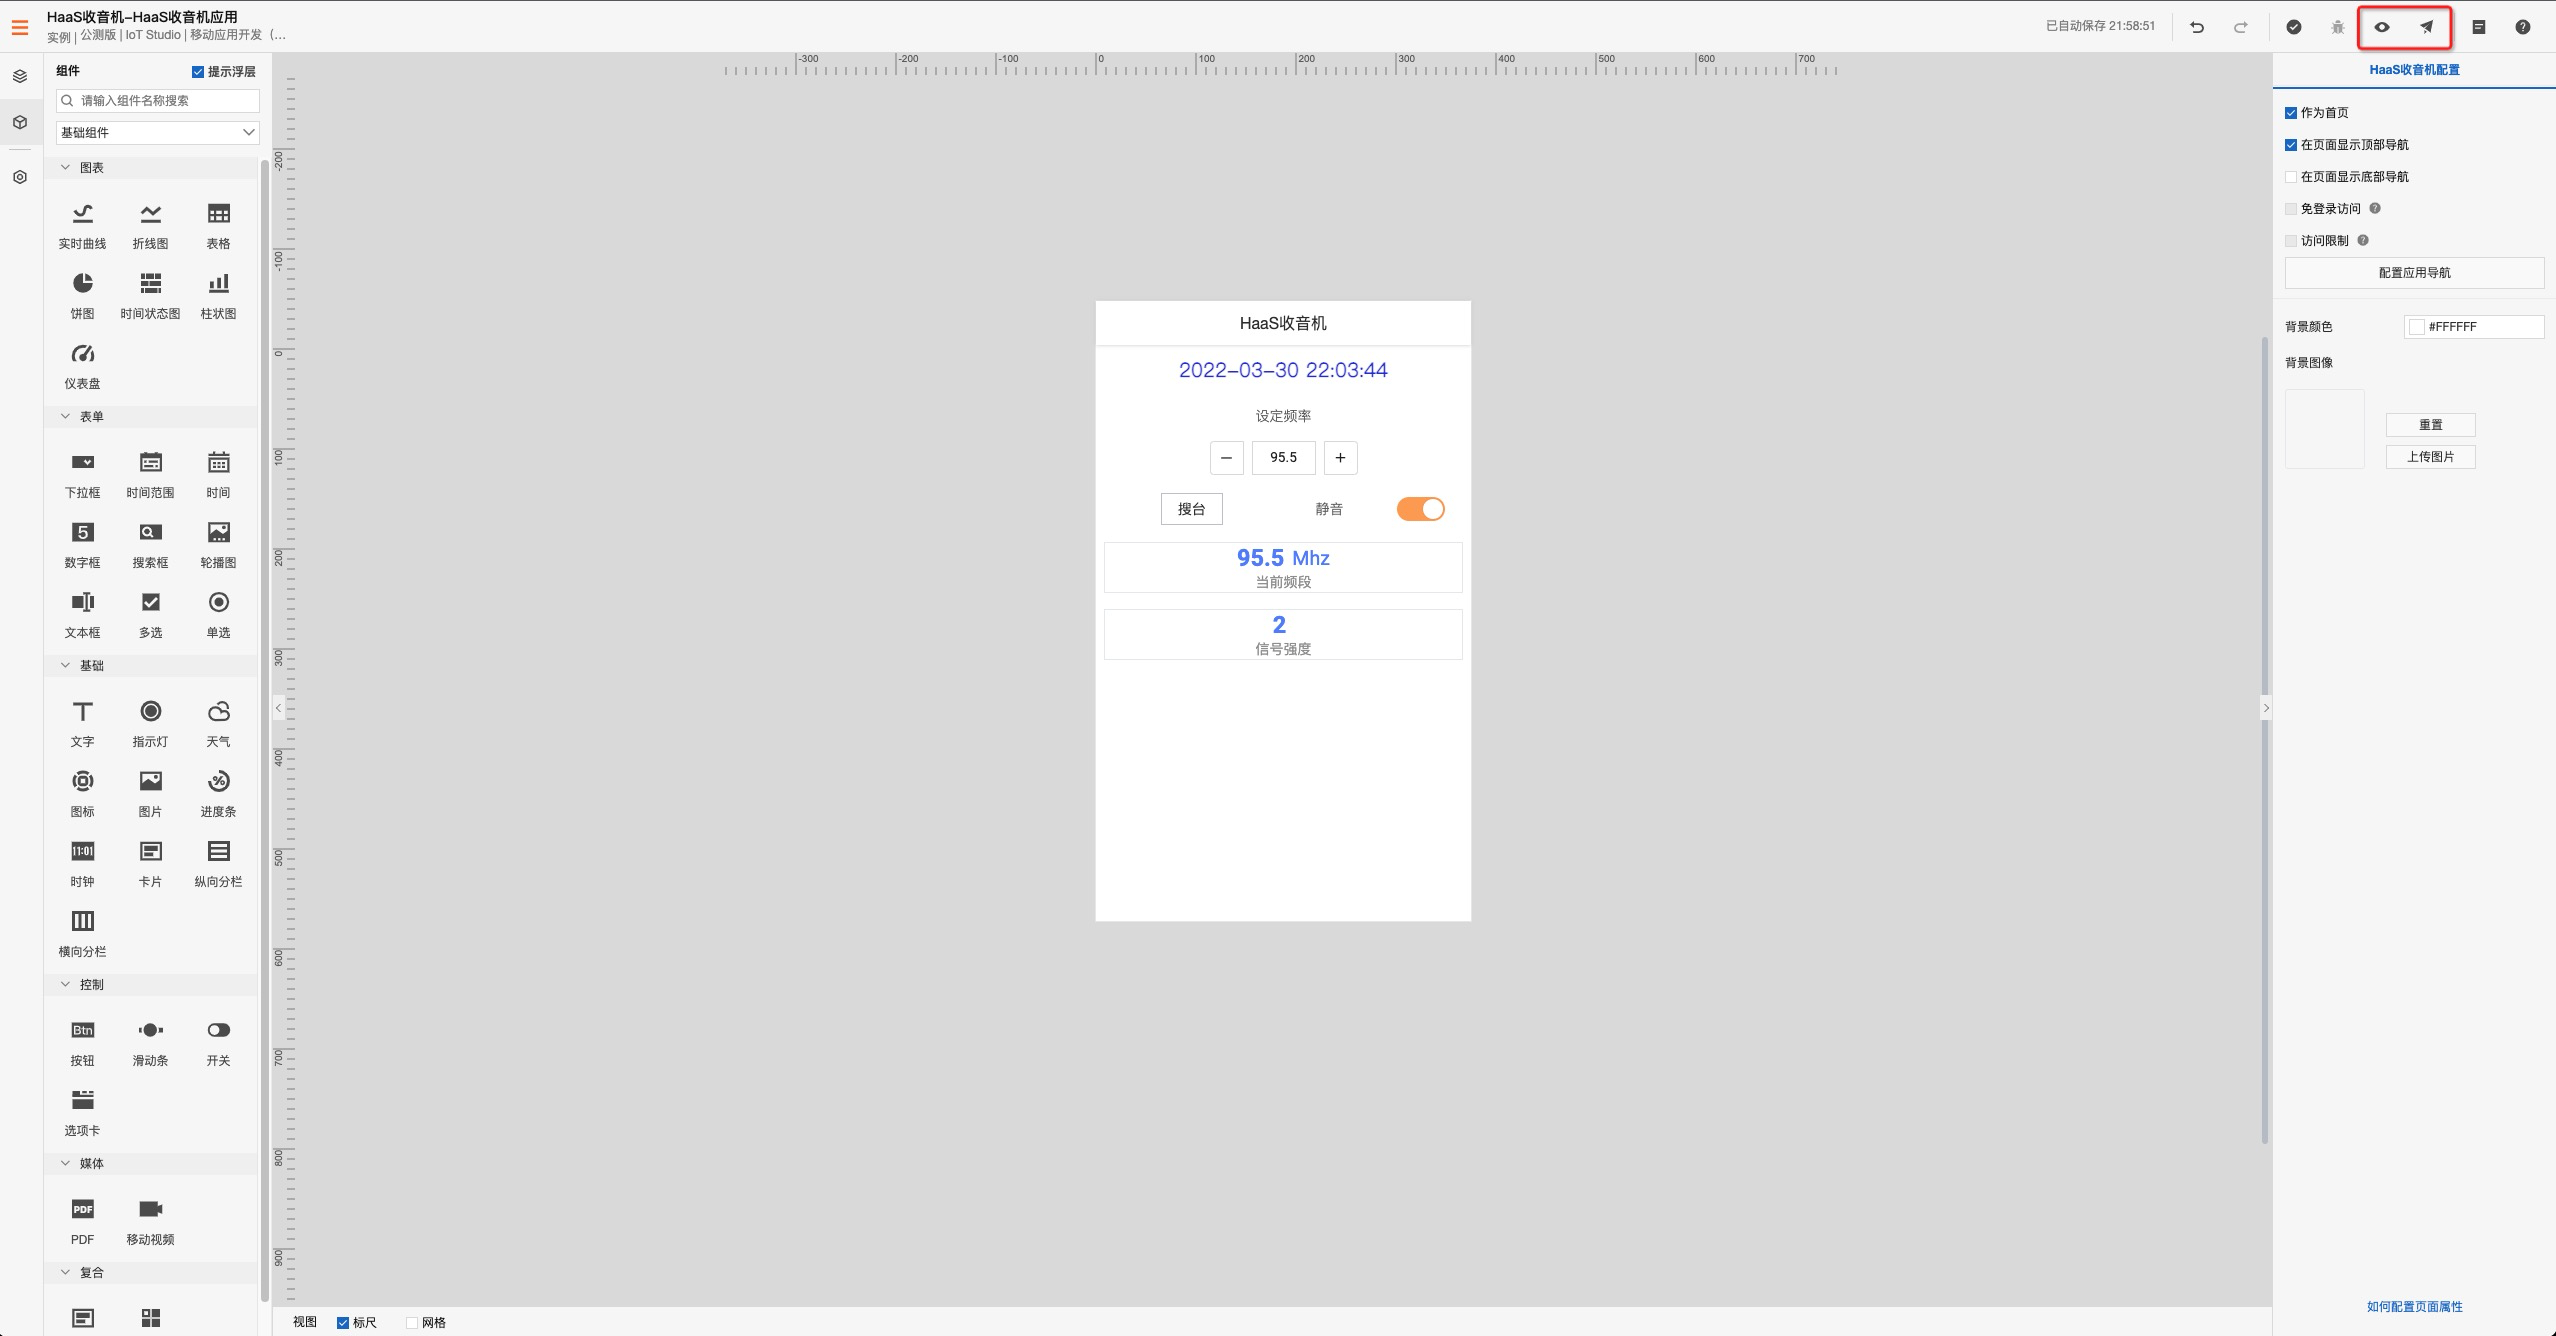 HaaS收音机-HaaS收音机应用
实例 | 公测版 | IoT Studio | 移动应用开发（...
已自动保存 21:58:51
组件
提示浮层
请输入组件名称搜索
基础组件
图表
实时曲线 折线图 表格
饼图 时间状态图 柱状图
仪表盘
表单
下拉框 时间范围 时间
5
数字框 搜索框 轮播图
文本框 多选 单选
基础
文字 指示灯 天气
图标 图片 进度条
11:01
时钟 卡片 纵向分栏
横向分栏
控制
Btn
按钮 滑动条 开关
选项卡
媒体
PDF
PDF 移动视频
复合
-300 -200 -100 0 100 200 300 400 500 600 700
-200
-100
0
100
200
300
400
500
600
700
800
900
HaaS收音机
2022-03-30 22:03:44
设定频率
− 95.5 +
搜台 静音
95.5 Mhz
当前频段
2
信号强度
视图 标尺 网格
HaaS收音机配置
作为首页
在页面显示顶部导航
在页面显示底部导航
免登录访问 ?
访问限制 ?
配置应用导航
背景颜色 #FFFFFF
背景图像
重置
上传图片
如何配置页面属性